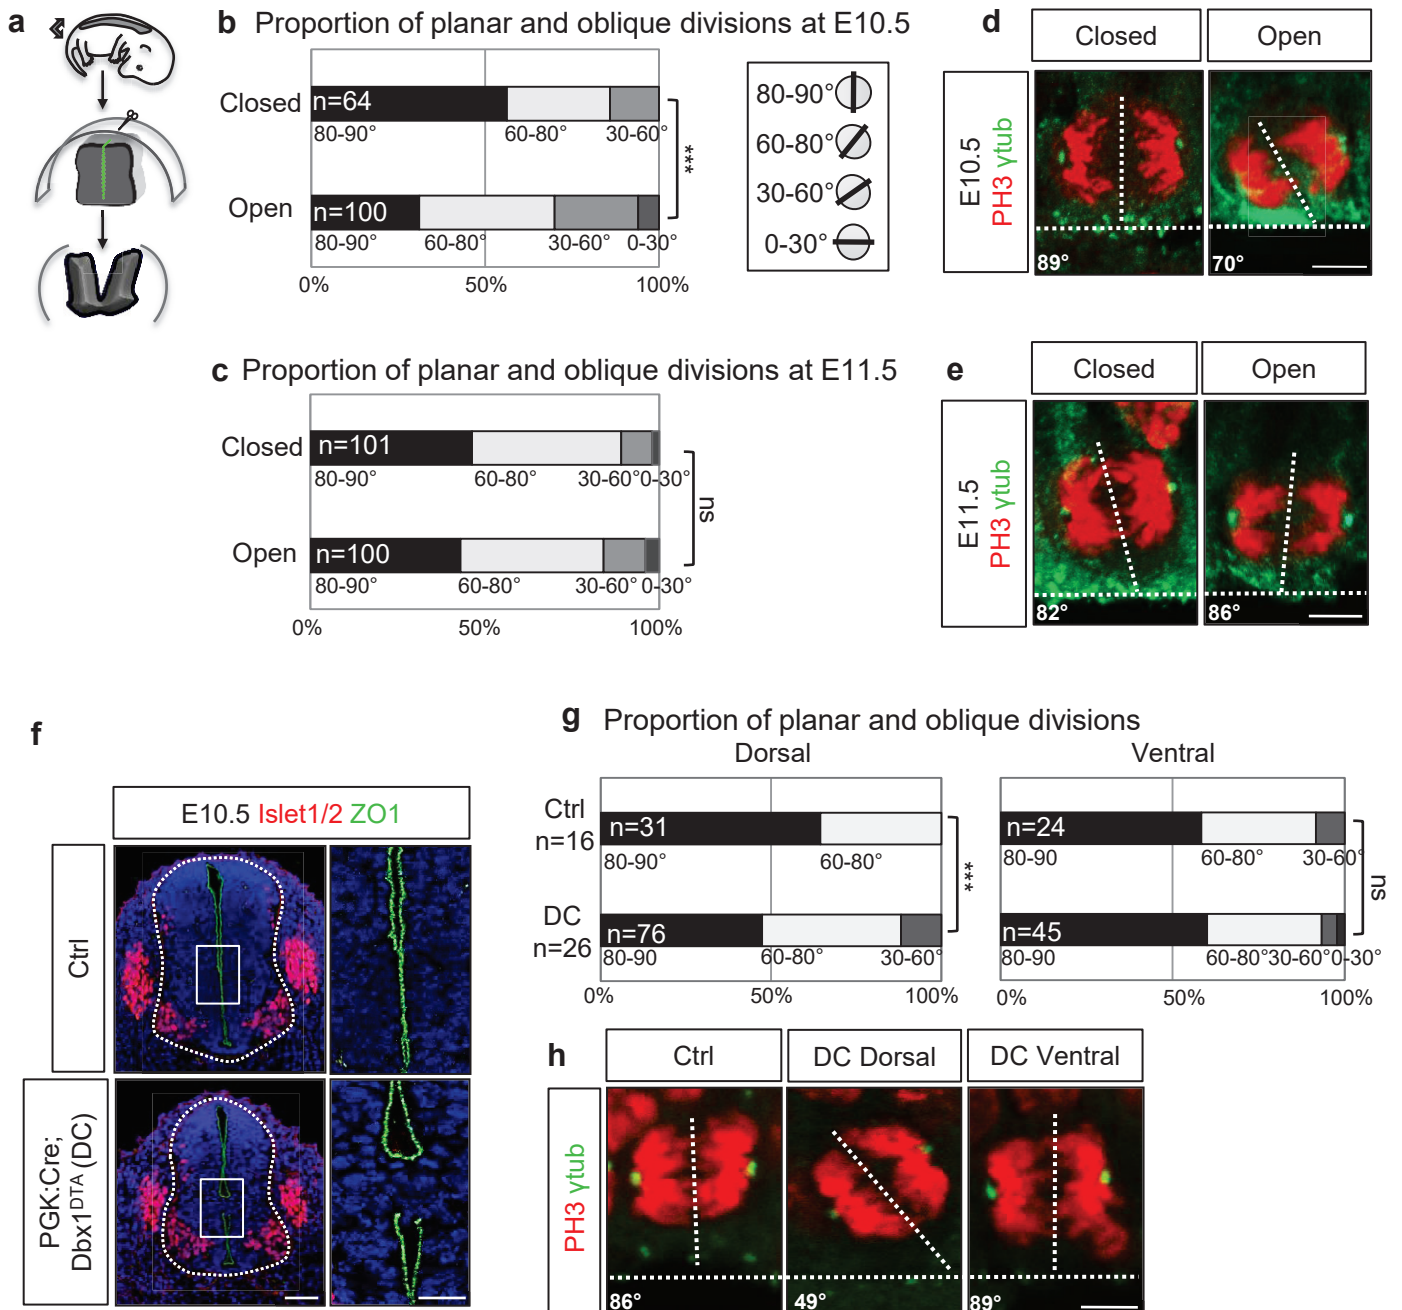 a
b Proportion of planar and oblique divisions at E10.5
Closed
n=64
80-90° 60-80° 30-60°
Open
n=100
80-90° 60-80° 30-60° 0-30°
0% 50% 100%
***
80-90°
60-80°
30-60°
0-30°
d
Closed Open
E10.5
PH3 γtub
89° 70°
c Proportion of planar and oblique divisions at E11.5
Closed
n=101
80-90° 60-80° 30-60° 0-30°
Open
n=100
80-90° 60-80° 30-60° 0-30°
0% 50% 100%
ns
e
Closed Open
E11.5
PH3 γtub
82° 86°
f
E10.5 Islet1/2 ZO1
Ctrl
PGK:Cre;
Dbx1DTA (DC)
g Proportion of planar and oblique divisions
Dorsal Ventral
Ctrl
n=16
n=31
80-90° 60-80°
DC
n=26
n=76
80-90 60-80° 30-60°
0% 50% 100%
***
n=24
80-90 60-80° 30-60°
n=45
80-90 60-80° 30-60° 0-30°
0% 50% 100%
ns
h
Ctrl DC Dorsal DC Ventral
PH3 γtub
86° 49° 89°